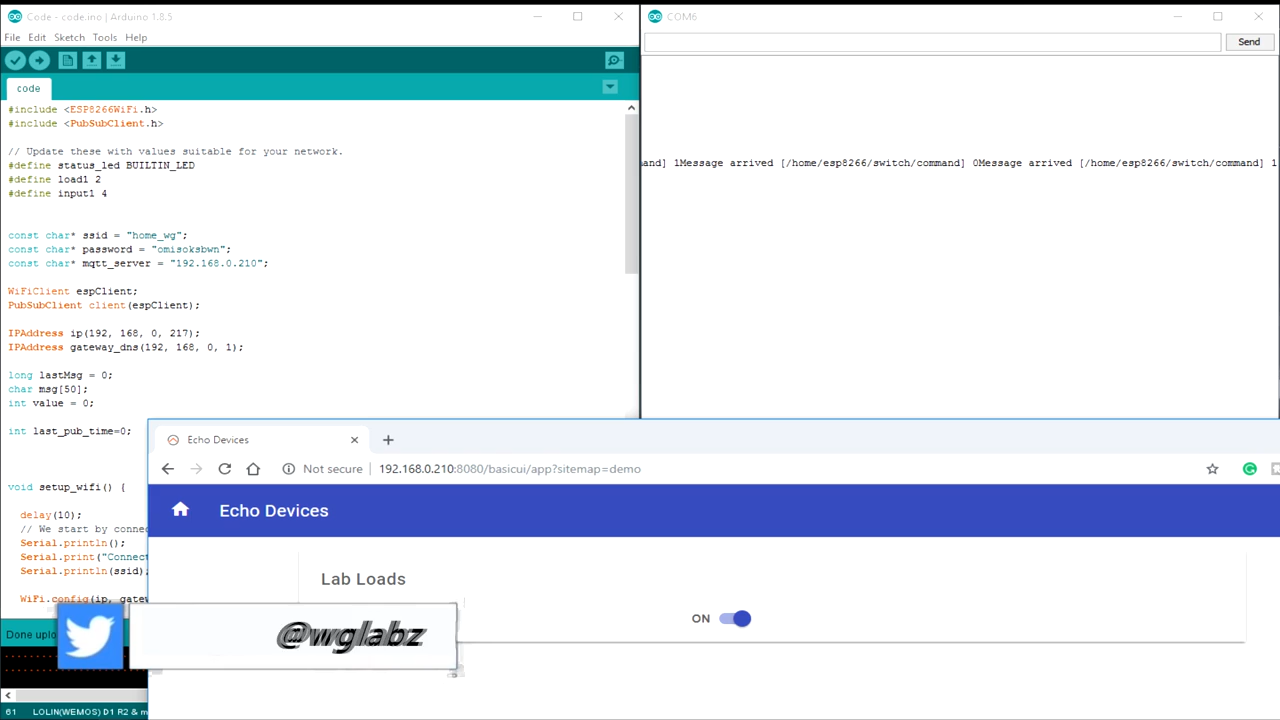 Code - code.ino | Arduino 1.8.5
File Edit Sketch Tools Help
code
#include <ESP8266WiFi.h>
#include <PubSubClient.h>
// Update these with values suitable for your network.
#define status_led BUILTIN_LED
#define load1 2
#define input1 4
const char* ssid = "home_wg";
const char* password = "omisoksbwn";
const char* mqtt_server = "192.168.0.210";
WiFiClient espClient;
PubSubClient client(espClient);
IPAddress ip(192, 168, 0, 217);
IPAddress gateway_dns(192, 168, 0, 1);
long lastMsg = 0;
char msg[50];
int value = 0;
int last_pub_time=0;
void setup_wifi() {
delay(10);
// We start by connec
Serial.println();
Serial.print("Connect
Serial.println(ssid);
WiFi.config(ip, gatew
Done uplo
61 LOLIN(WEMOS) D1 R2 & m
COM6
Send
mand] 1Message arrived [/home/esp8266/switch/command] 0Message arrived [/home/esp8266/switch/command] 1
Echo Devices
Not secure 192.168.0.210:8080/basicui/app?sitemap=demo
Echo Devices
Lab Loads
ON
@wglabz